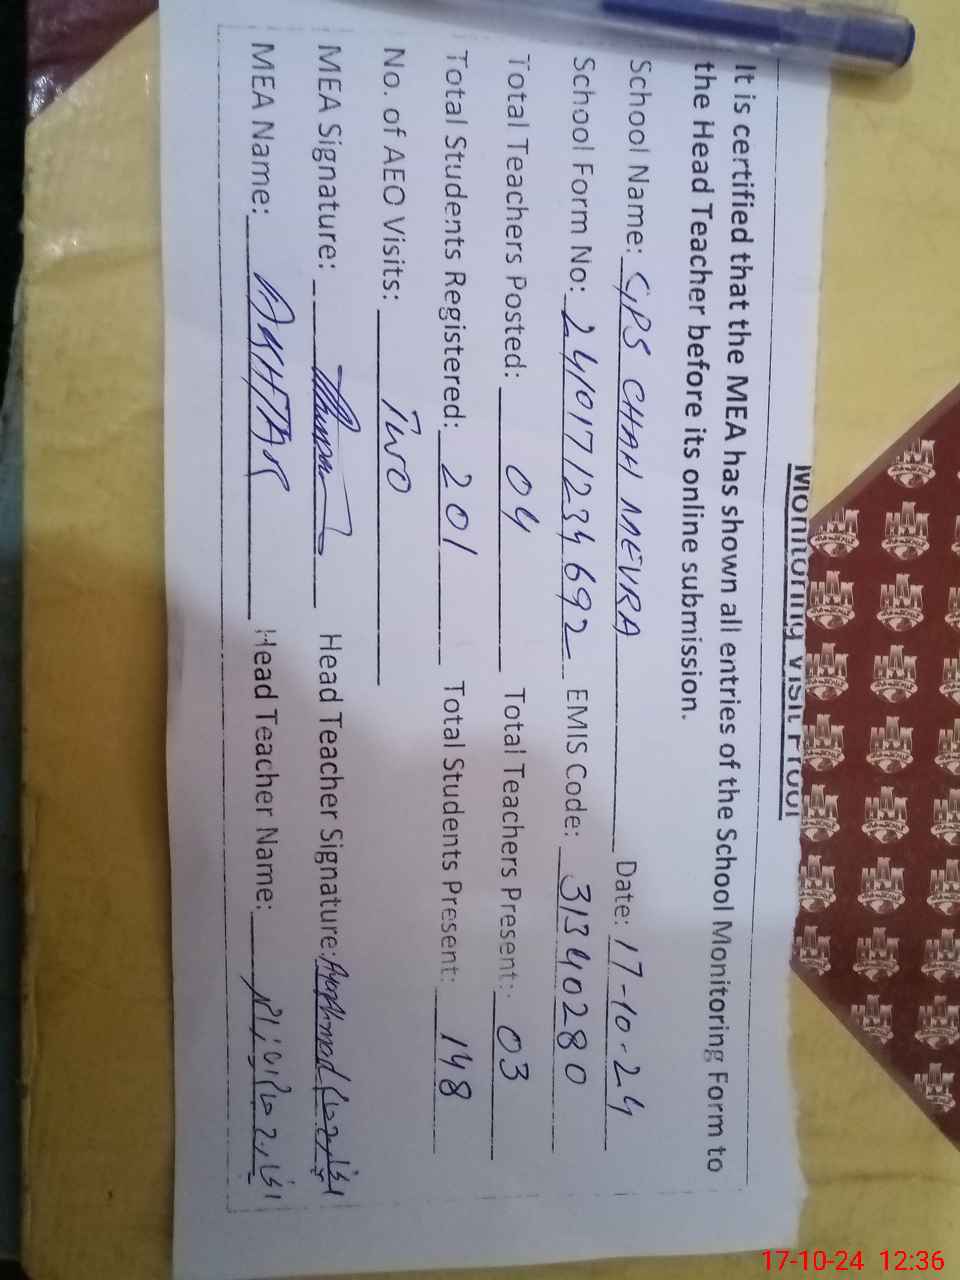 Monitoring Visit Proof
It is certified that the MEA has shown all entries of the School Monitoring Form to
the Head Teacher before its online submission.
School Name: GPS CHAH MEVRA Date: 17-10-24
School Form No: 2410171234692 EMIS Code: 31340280
Total Teachers Posted: 04 Total Teachers Present: 03
Total Students Registered: 201 Total Students Present: 148
No. of AEO Visits: Two
MEA Signature: Head Teacher Signature:
MEA Name: AKHTAR Head Teacher Name:
17-10-24 12:36